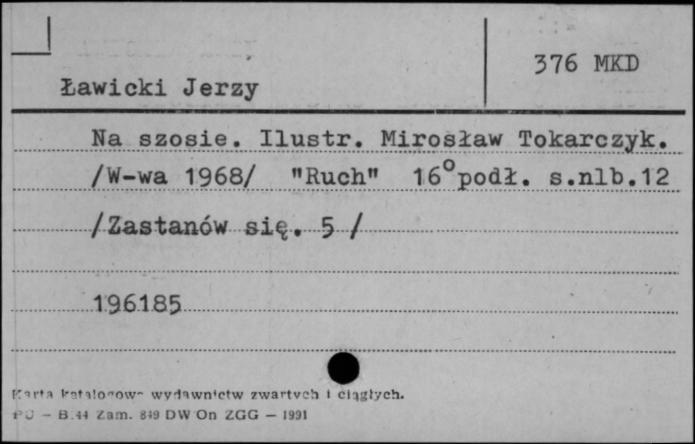 376 MKD
Ławicki Jerzy
Na szosie. Ilustr. Mirosław Tokarczyk.
/W-wa 1968/ "Ruch" 16° podł. s.nlb.12
/Zastanów się. 5 /
196185
Karta katalogowa wydawnictw zwartych i ciągłych.
PU - B.44 Zam. 849 DW On ZGG — 1991